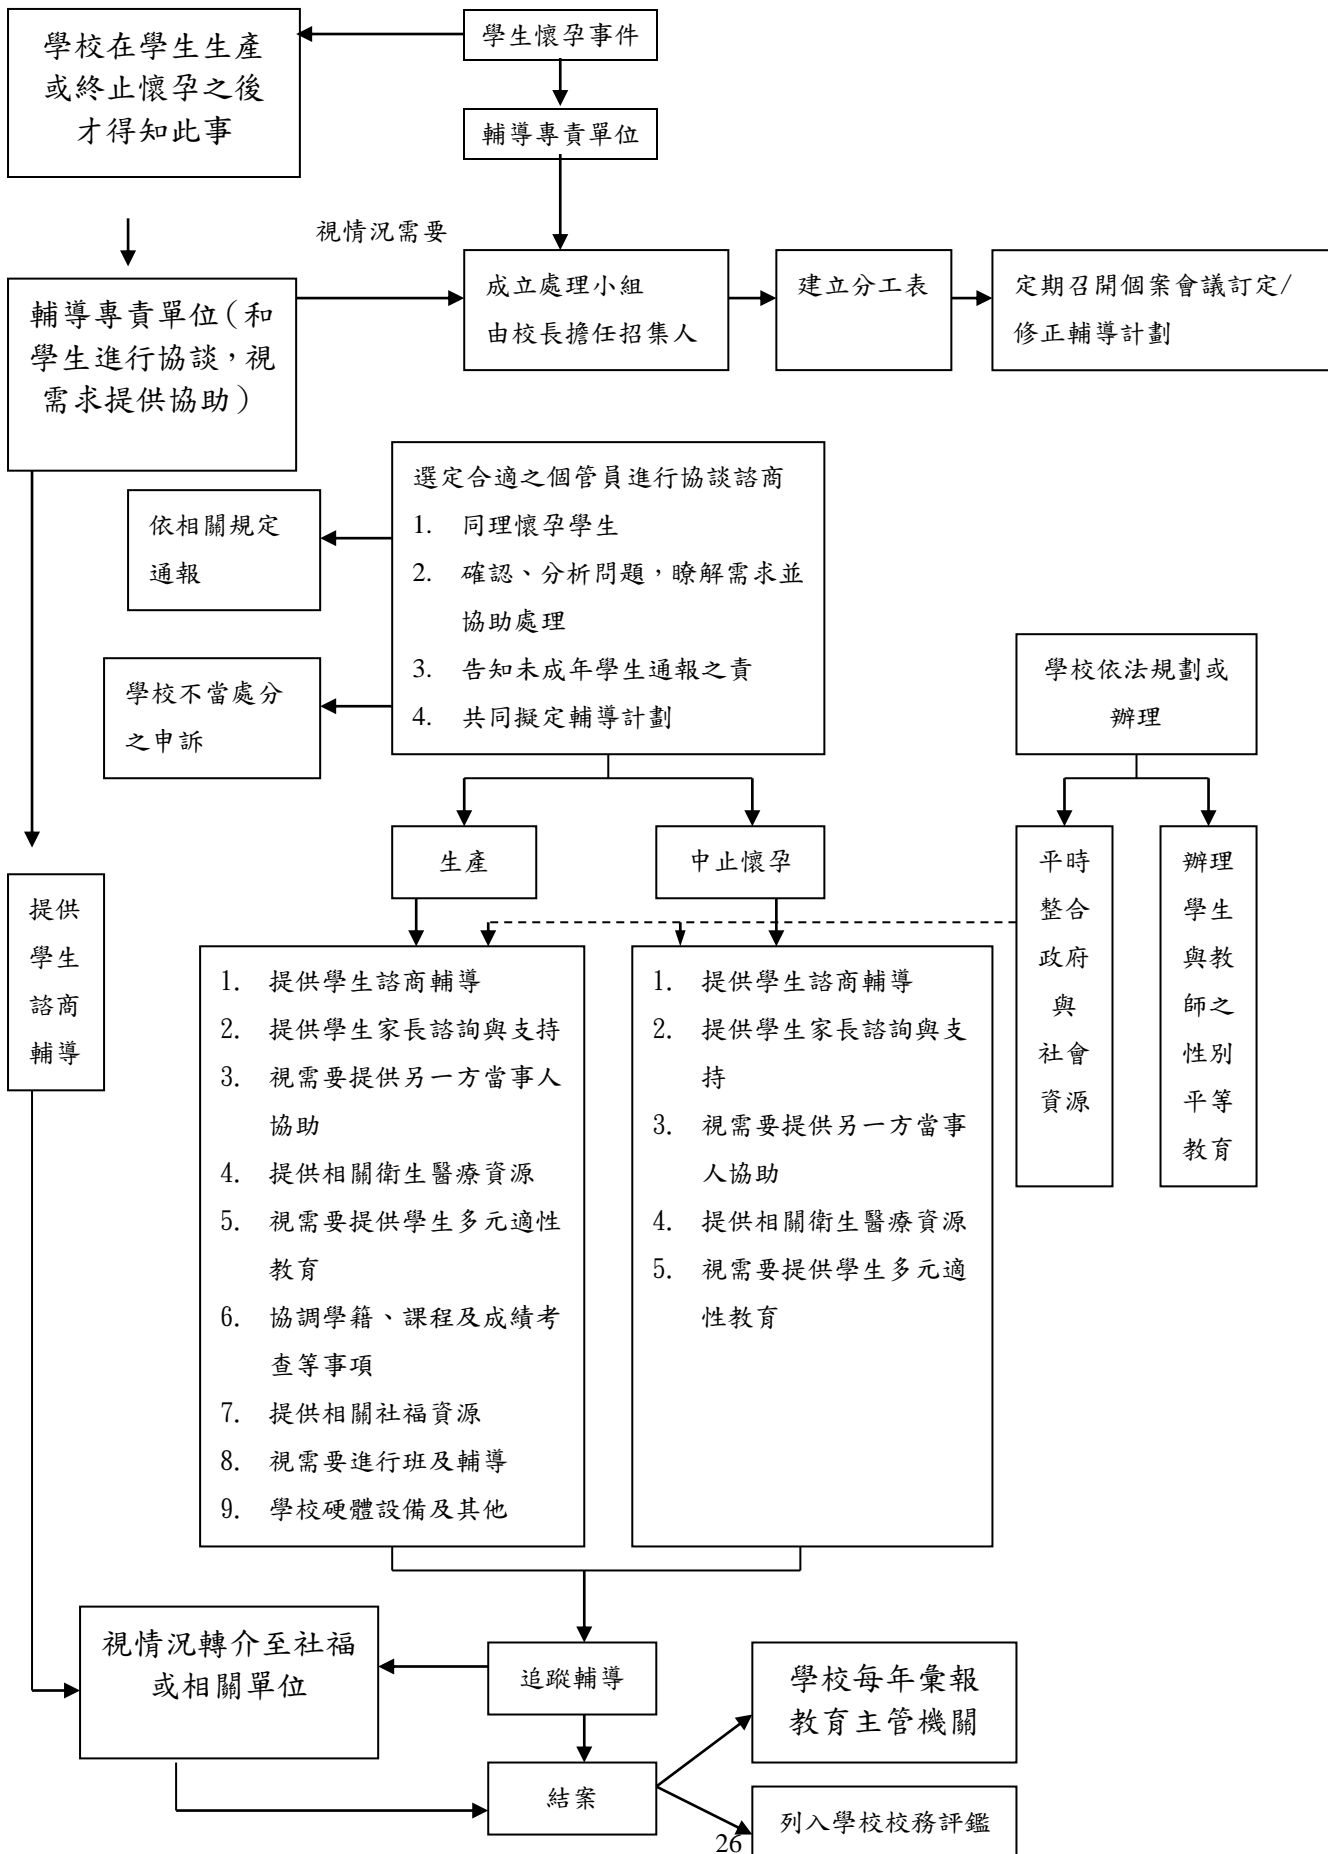 學生懷孕事件
學校在學生生產
或終止懷孕之後
才得知此事
輔導專責單位
視情況需要
輔導專責單位(和
學生進行協談,視
需求提供協助)
成立處理小組
由校長擔任招集人
建立分工表
定期召開個案會議訂定/
修正輔導計劃
選定合適之個管員進行協談諮商
1. 同理懷孕學生
2. 確認、分析問題,瞭解需求並
協助處理
3. 告知未成年學生通報之責
4. 共同擬定輔導計劃
依相關規定
通報
學校不當處分
之申訴
學校依法規劃或
辦理
生產
中止懷孕
平時
整合
政府
與
社會
資源
辦理
學生
與教
師之
性別
平等
教育
提供
學生
諮商
輔導
1. 提供學生諮商輔導
2. 提供學生家長諮詢與支持
3. 視需要提供另一方當事人
協助
4. 提供相關衛生醫療資源
5. 視需要提供學生多元適性
教育
6. 協調學籍、課程及成績考
查等事項
7. 提供相關社福資源
8. 視需要進行班及輔導
9. 學校硬體設備及其他
1. 提供學生諮商輔導
2. 提供學生家長諮詢與支
持
3. 視需要提供另一方當事
人協助
4. 提供相關衛生醫療資源
5. 視需要提供學生多元適
性教育
視情況轉介至社福
或相關單位
追蹤輔導
學校每年彙報
教育主管機關
結案
列入學校校務評鑑
26